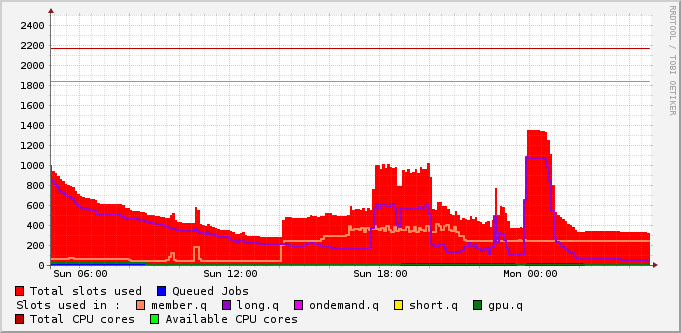 2400
2200
2000
1800
1600
1400
1200
1000
800
600
400
200
0
Sun 06:00 Sun 12:00 Sun 18:00 Mon 00:00
Total slots used Queued Jobs
Slots used in : member.q long.q ondemand.q short.q gpu.q
Total CPU cores Available CPU cores
RRDTOOL / TOBI OETIKER